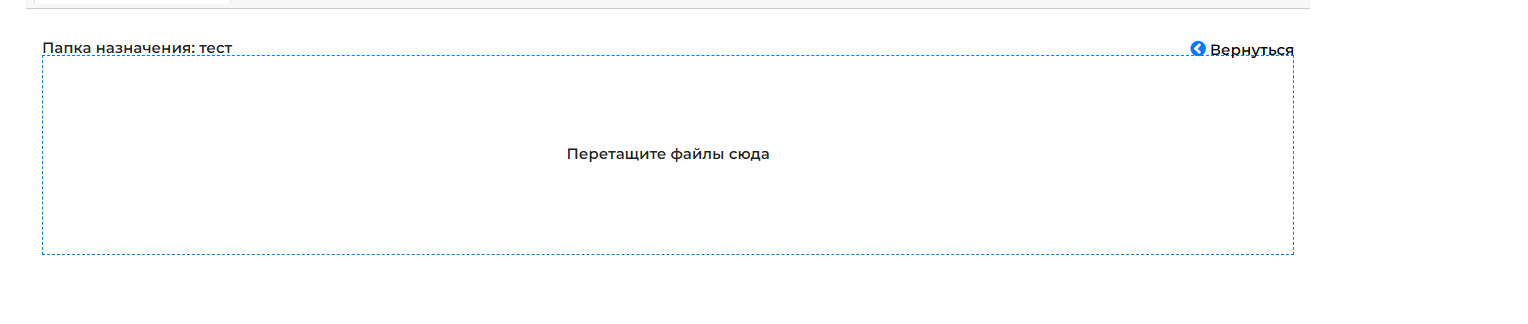 Папка назначения: тест
Вернуться
Перетащите файлы сюда